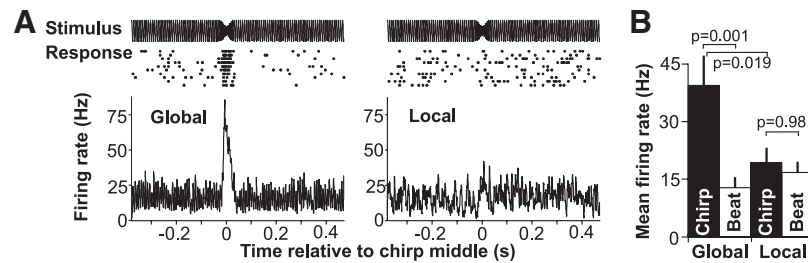 A
Stimulus
Response
Firing rate (Hz)
75
50
25
0
Global
-0.2 0 0.2 0.4
75
50
25
0
Local
-0.2 0 0.2 0.4
Time relative to chirp middle (s)
B
p=0.001
p=0.019
p=0.98
Mean firing rate (Hz)
45
30
15
0
Chirp
Beat
Chirp
Beat
Global Local